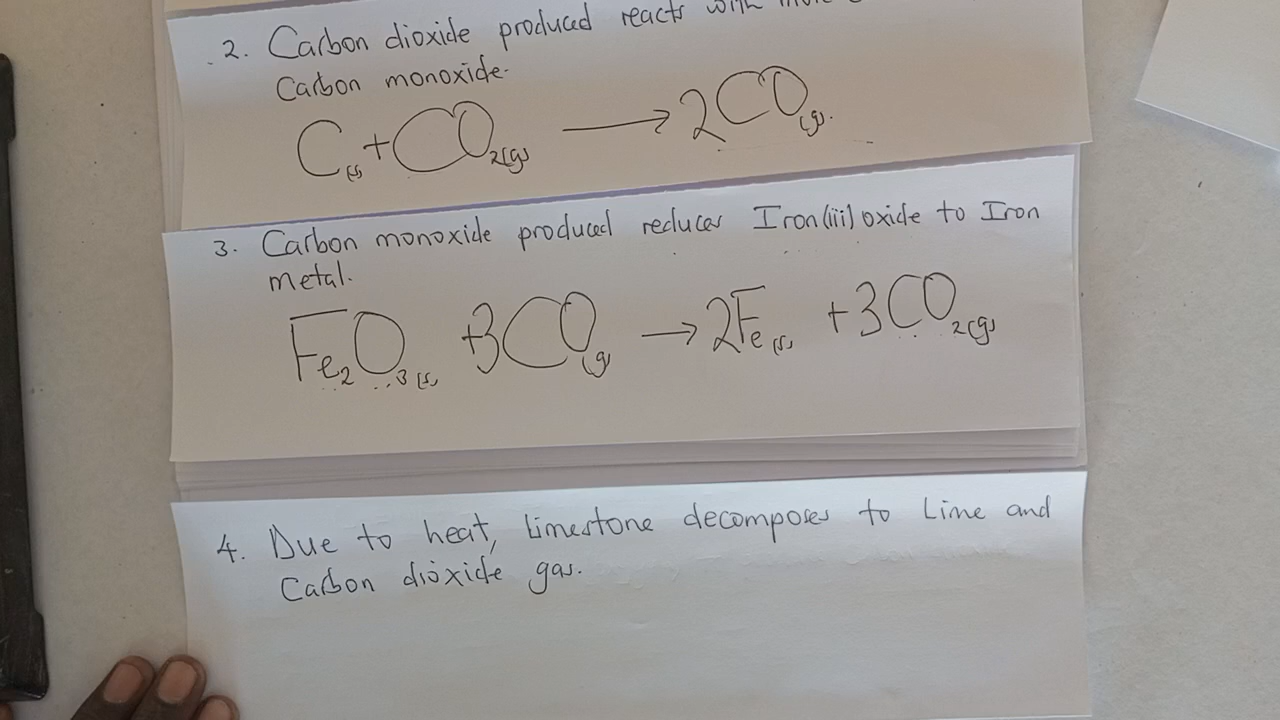 2. Carbon dioxide produced reacts with
Carbon monoxide.
C(s) + CO2(g) → 2CO(g).
3. Carbon monoxide produced reduces Iron(iii) oxide to Iron
metal.
Fe2O3(s) +3CO(g) → 2Fe(s) +3CO2(g)
4. Due to heat, Limestone decomposes to Lime and
Carbon dioxide gas.